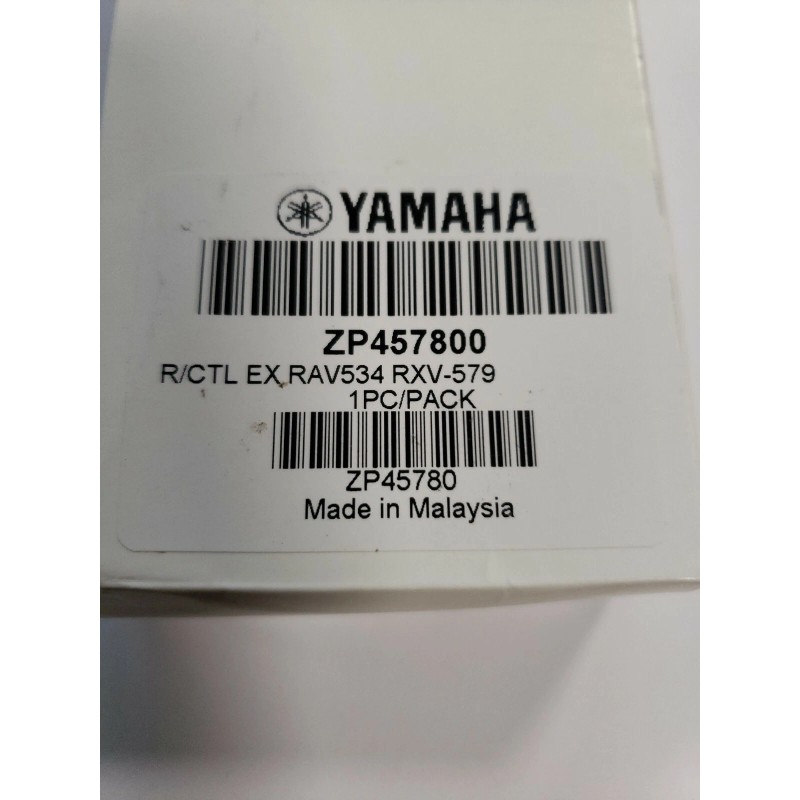 YAMAHA
ZP457800
R/CTL EX RAV534 RXV-579
1PC/PACK
ZP45780
Made in Malaysia